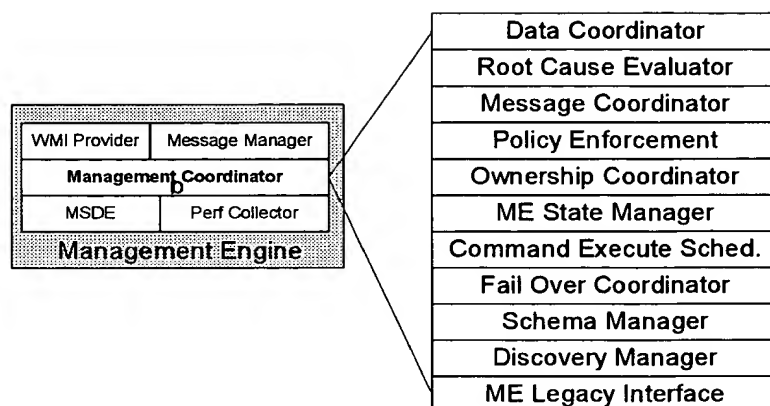 WMI Provider
Message Manager
Management Coordinator
p
MSDE
Perf Collector
Management Engine
Data Coordinator
Root Cause Evaluator
Message Coordinator
Policy Enforcement
Ownership Coordinator
ME State Manager
Command Execute Sched.
Fail Over Coordinator
Schema Manager
Discovery Manager
ME Legacy Interface